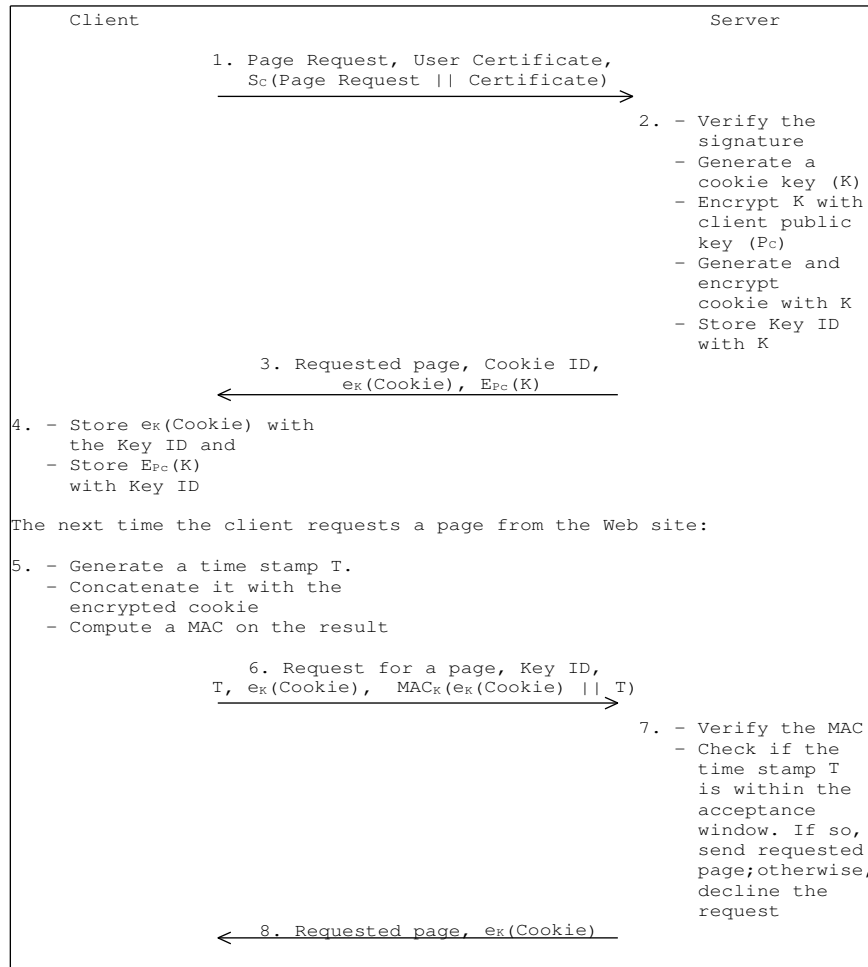 Client Server
1. Page Request, User Certificate,
Sc(Page Request || Certificate)
2. - Verify the
signature
- Generate a
cookie key (K)
- Encrypt K with
client public
key (Pc)
- Generate and
encrypt
cookie with K
- Store Key ID
with K
3. Requested page, Cookie ID,
eK(Cookie), EPc(K)
4. - Store eK(Cookie) with
the Key ID and
- Store EPc(K)
with Key ID
The next time the client requests a page from the Web site:
5. - Generate a time stamp T.
- Concatenate it with the
encrypted cookie
- Compute a MAC on the result
6. Request for a page, Key ID,
T, eK(Cookie), MACK(eK(Cookie) || T)
7. - Verify the MAC
- Check if the
time stamp T
is within the
acceptance
window. If so,
send requested
page;otherwise,
decline the
request
8. Requested page, eK(Cookie)